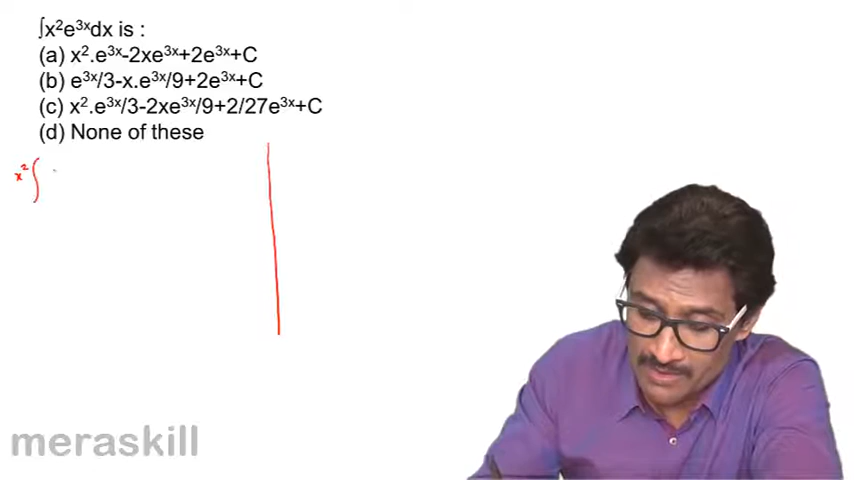 ∫x²e³ˣdx is :
(a) x².e³ˣ-2xe³ˣ+2e³ˣ+C
(b) e³ˣ/3-x.e³ˣ/9+2e³ˣ+C
(c) x².e³ˣ/3-2xe³ˣ/9+2/27e³ˣ+C
(d) None of these
x² ∫
meraskill